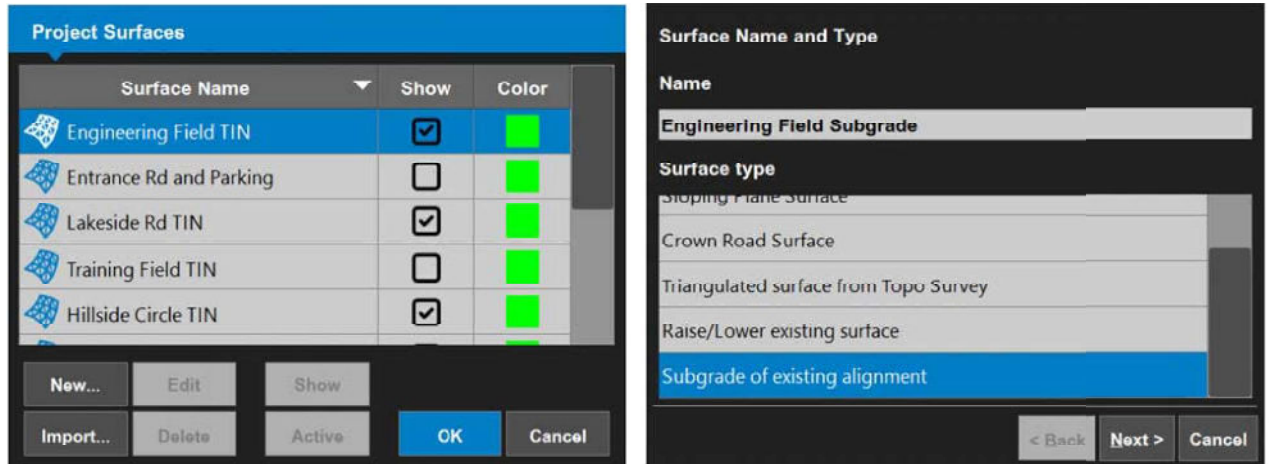 Project Surfaces
Surface Name Show Color
Engineering Field TIN
Entrance Rd and Parking
Lakeside Rd TIN
Training Field TIN
Hillside Circle TIN
New... Edit Show
Import... Delete Active OK Cancel
Surface Name and Type
Name
Engineering Field Subgrade
Surface type
Sloping Plane Surface
Crown Road Surface
Triangulated surface from Topo Survey
Raise/Lower existing surface
Subgrade of existing alignment
< Back Next > Cancel